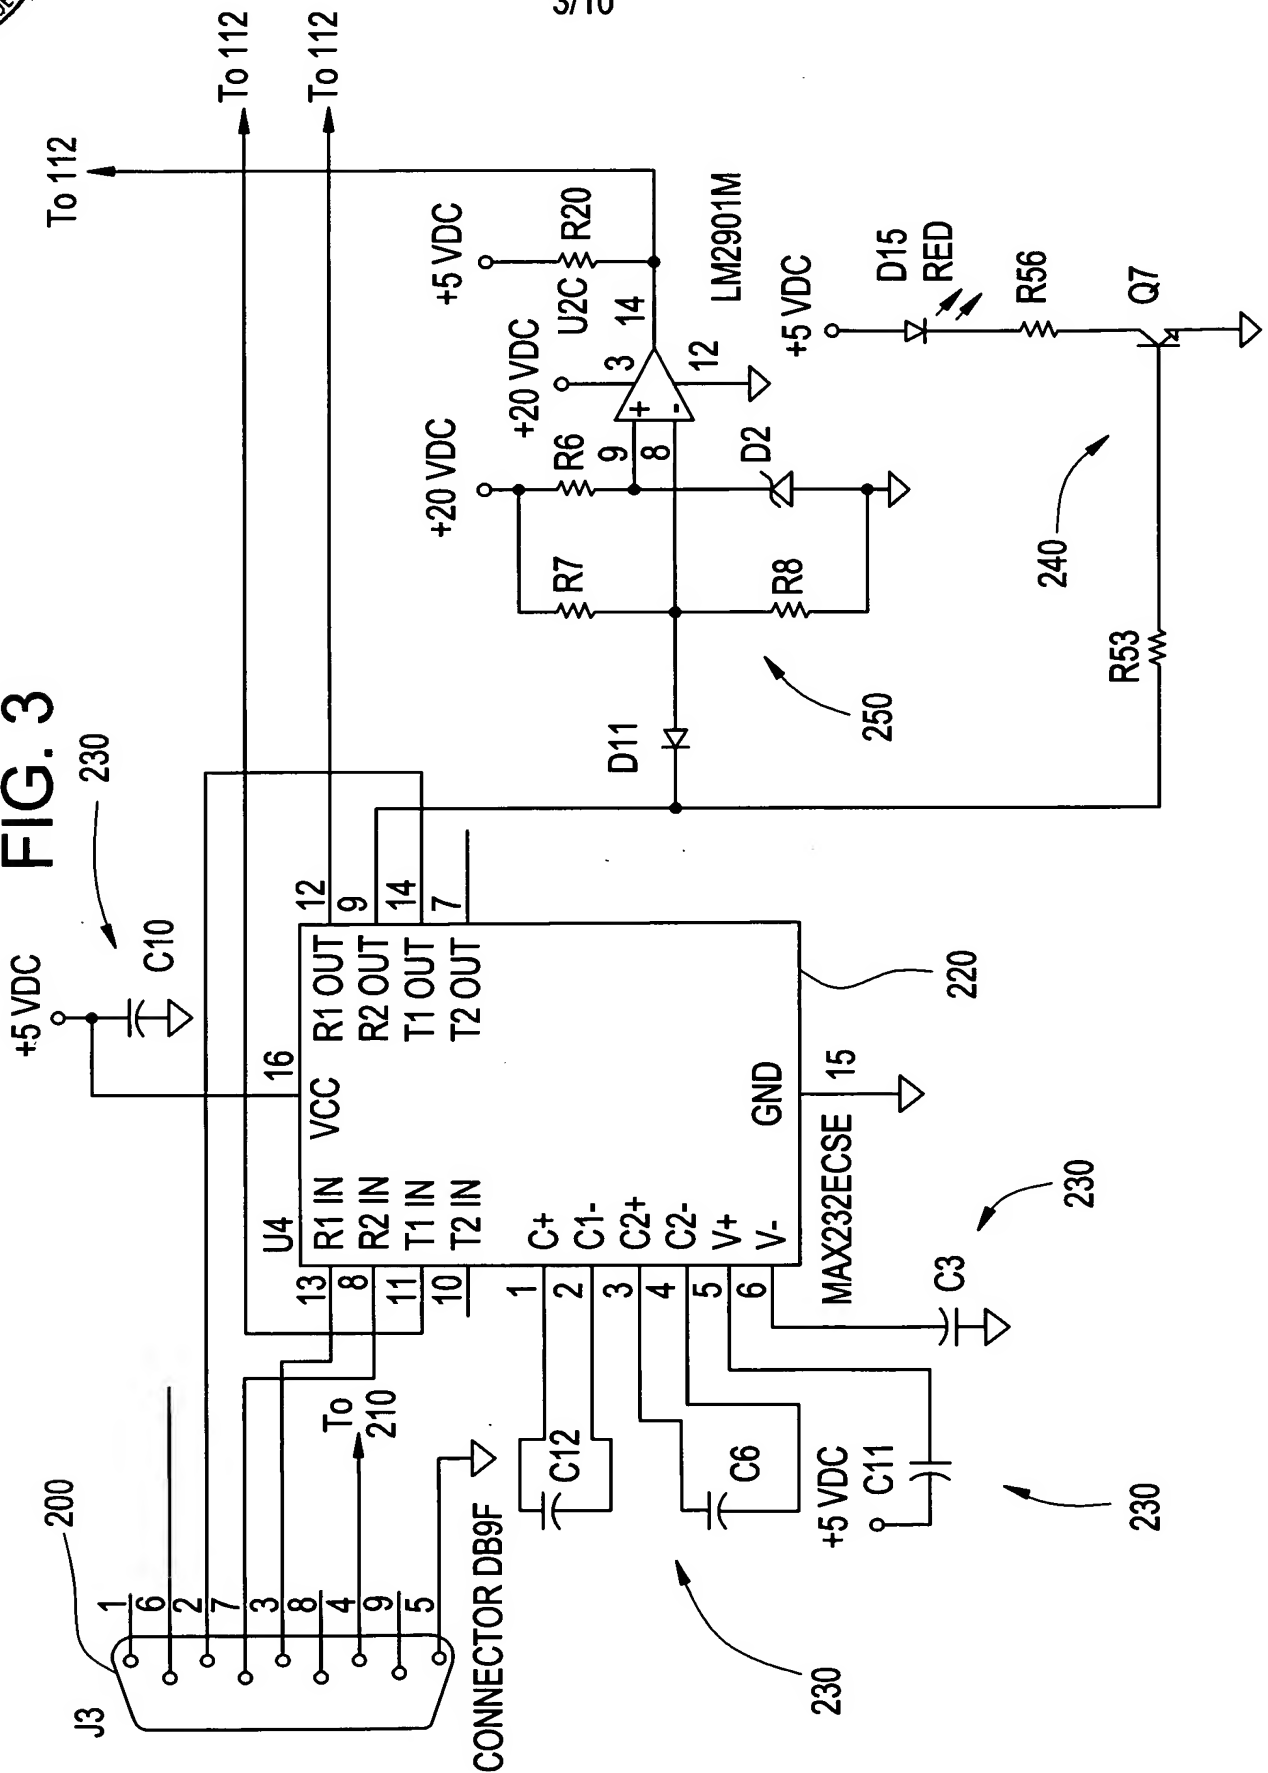 3/10
FIG. 3
To 112
To 112
To 112
+5 VDC
C10
230
200
J3
1
6
2
7
3
8
4
9
5
CONNECTOR DB9F
To
210
U4
13
8
11
10
R1 IN
R2 IN
T1 IN
T2 IN
16
VCC
12
9
14
7
R1 OUT
R2 OUT
T1 OUT
T2 OUT
1
2
3
4
5
6
C+
C1-
C2+
C2-
V+
V-
GND
15
MAX232ECSE
220
C12
C6
+5 VDC
C11
C3
230
230
230
D11
R7
R8
250
+20 VDC
R6
9
8
D2
+20 VDC
3
+
-
12
U2C
14
+5 VDC
R20
LM2901M
+5 VDC
D15
RED
R56
Q7
240
R53